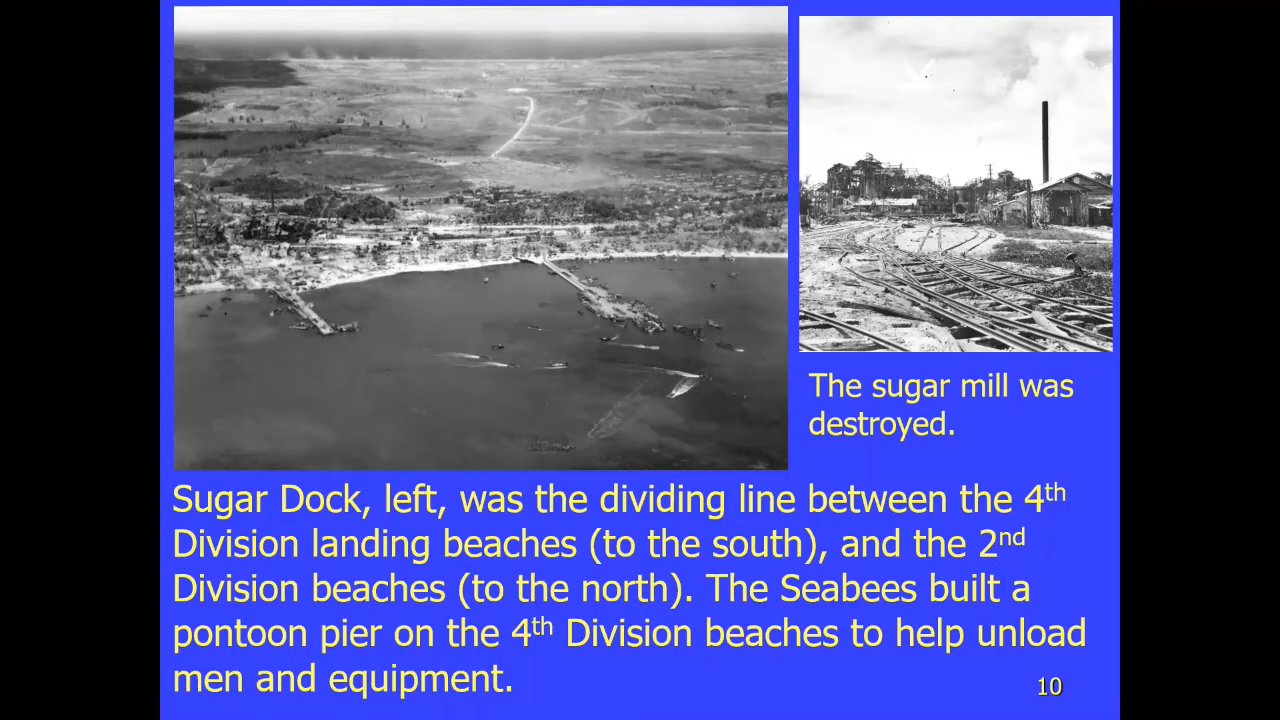 The sugar mill was
destroyed.
Sugar Dock, left, was the dividing line between the 4th
Division landing beaches (to the south), and the 2nd
Division beaches (to the north). The Seabees built a
pontoon pier on the 4th Division beaches to help unload
men and equipment.
10